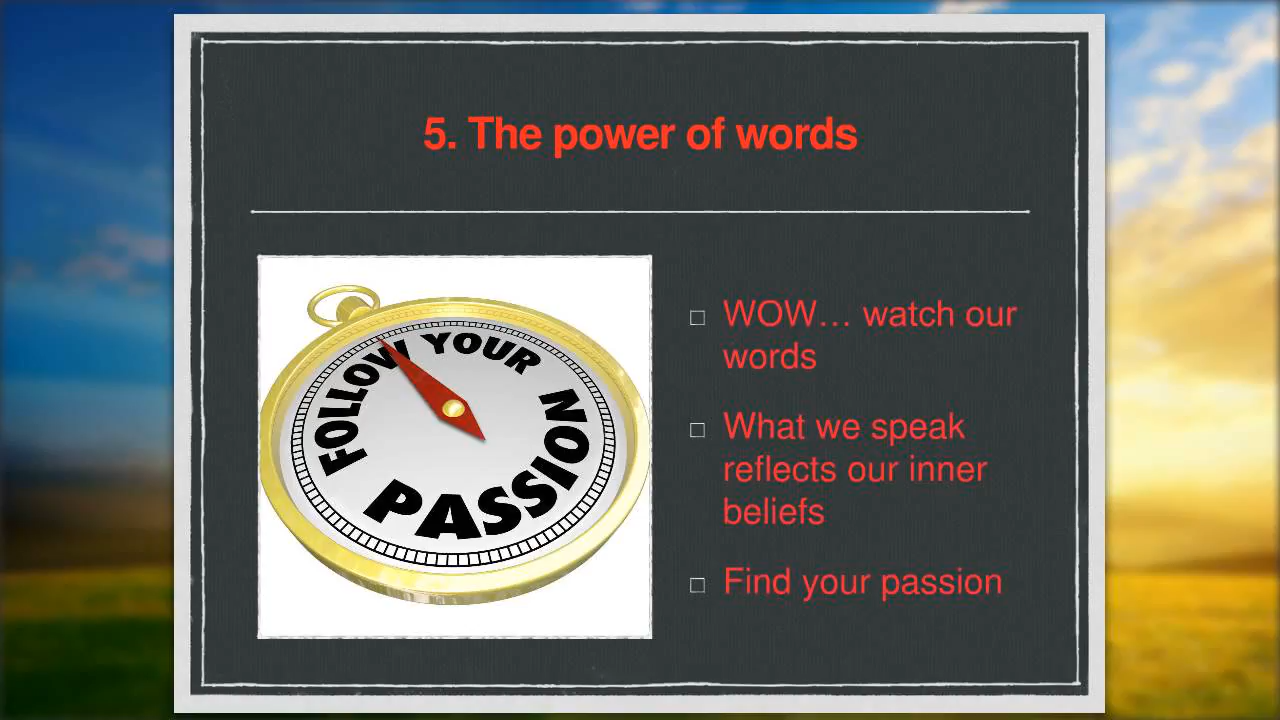 5. The power of words
FOLLOW YOUR
PASSION
WOW… watch our
words
What we speak
reflects our inner
beliefs
Find your passion